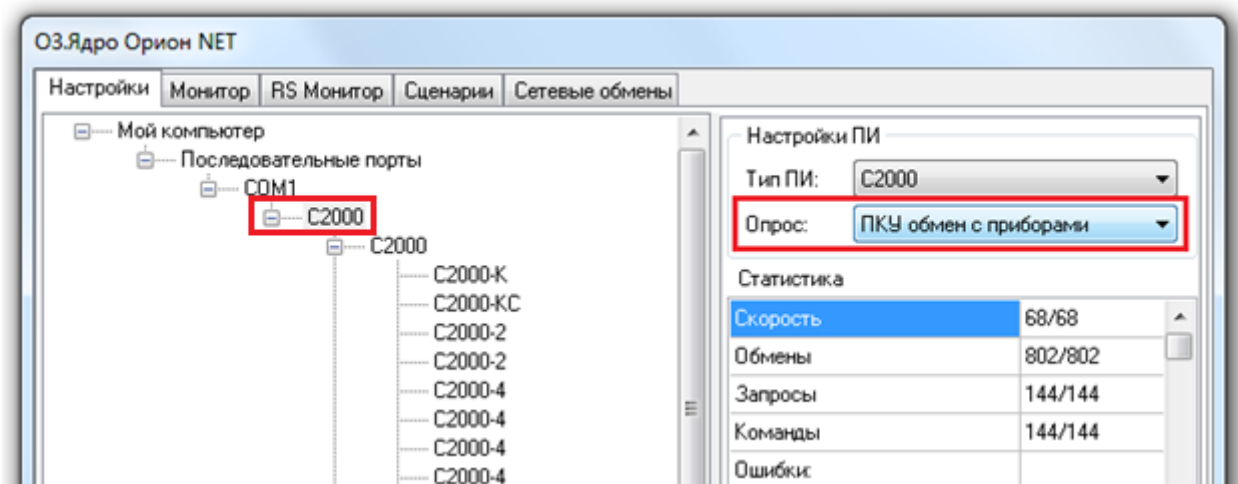 ОЗ.Ядро Орион NET
Настройки Монитор RS Монитор Сценарии Сетевые обмены
Мой компьютер
Последовательные порты
COM1
С2000
С2000
С2000-К
С2000-КС
С2000-2
С2000-2
С2000-4
С2000-4
С2000-4
С2000-4
Настройки ПИ
Тип ПИ: С2000
Опрос: ПКУ обмен с приборами
Статистика
Скорость 68/68
Обмены 802/802
Запросы 144/144
Команды 144/144
Ошибки: